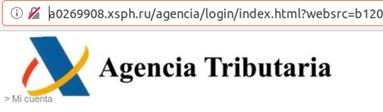 a0269908.xsph.ru/agencia/login/index.html?websrc=b120
Agencia Tributaria
> Mi cuenta